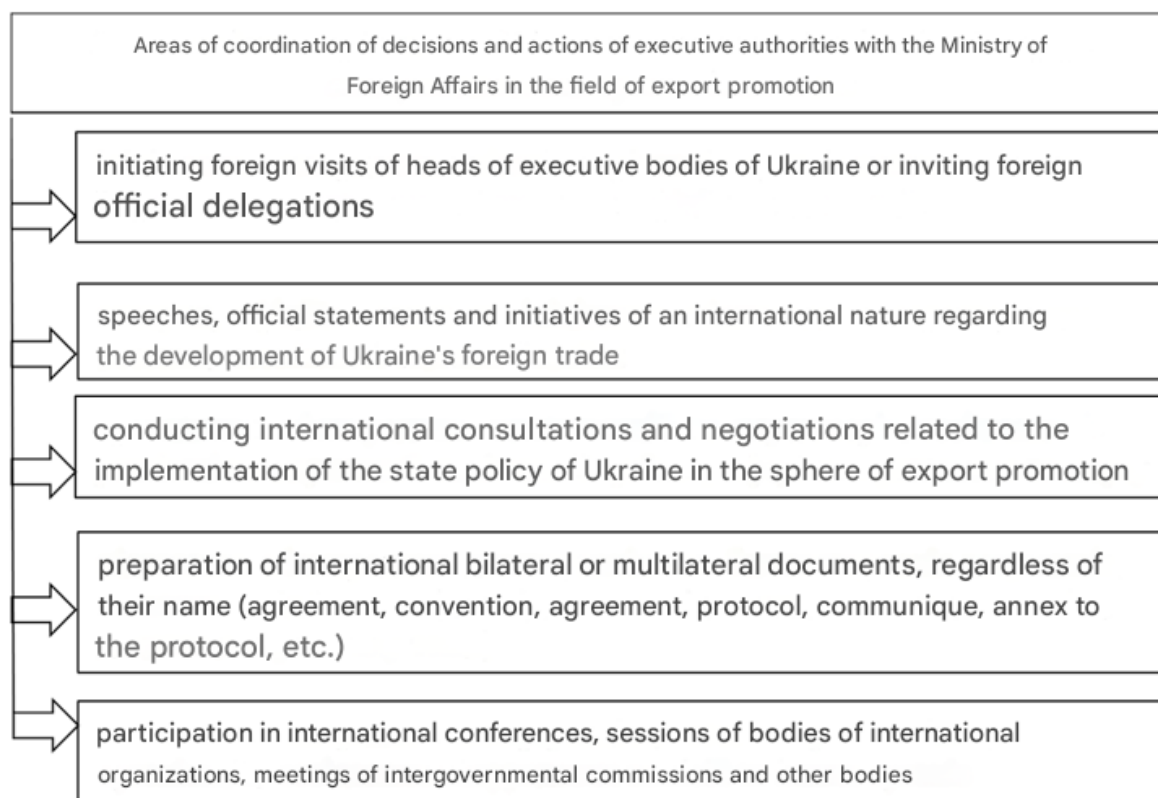 Areas of coordination of decisions and actions of executive authorities with the Ministry of
Foreign Affairs in the field of export promotion
initiating foreign visits of heads of executive bodies of Ukraine or inviting foreign
official delegations
speeches, official statements and initiatives of an international nature regarding
the development of Ukraine's foreign trade
conducting international consultations and negotiations related to the
implementation of the state policy of Ukraine in the sphere of export promotion
preparation of international bilateral or multilateral documents, regardless of
their name (agreement, convention, agreement, protocol, communique, annex to
the protocol, etc.)
participation in international conferences, sessions of bodies of international
organizations, meetings of intergovernmental commissions and other bodies